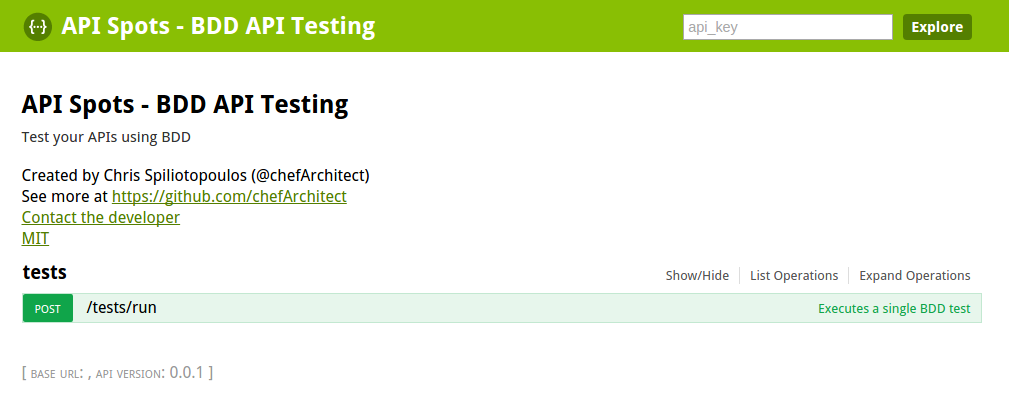 {··} API Spots - BDD API Testing api_key Explore
API Spots - BDD API Testing
Test your APIs using BDD
Created by Chris Spiliotopoulos (@chefArchitect)
See more at https://github.com/chefArchitect
Contact the developer
MIT
tests Show/Hide List Operations Expand Operations
POST /tests/run Executes a single BDD test
[ BASE URL: , API VERSION: 0.0.1 ]